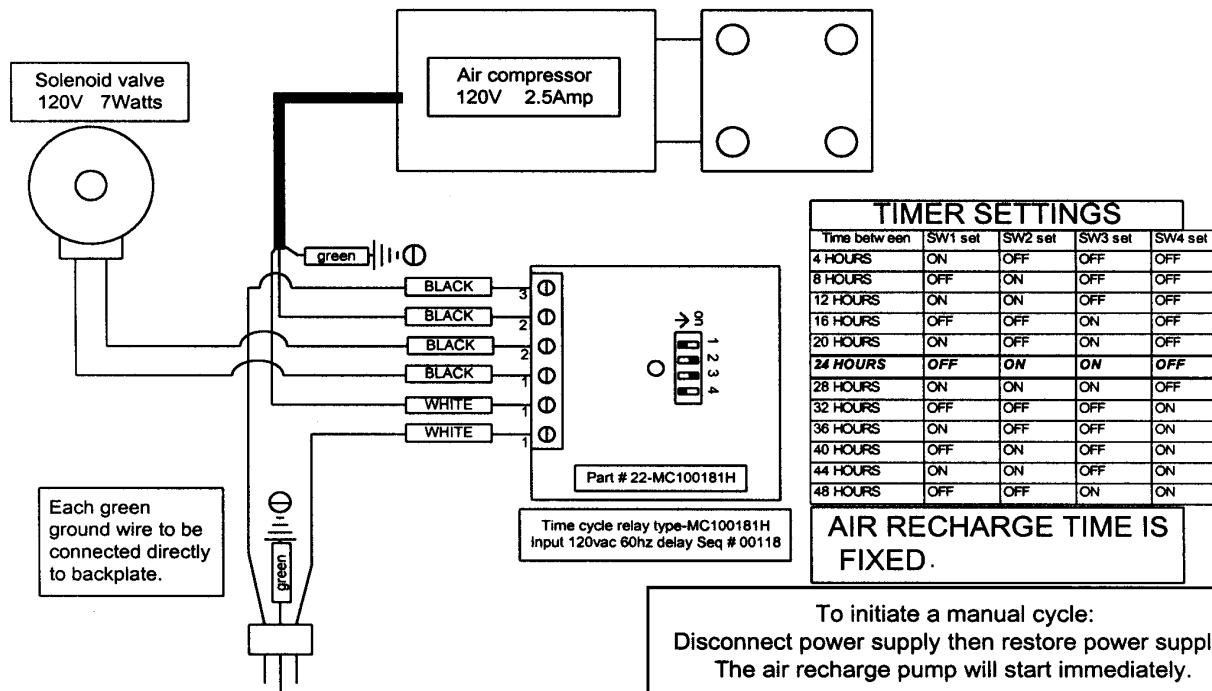 Solenoid valve
120V 7Watts
Air compressor
120V 2.5Amp
green
BLACK 3
BLACK 2
BLACK 2
BLACK 1
WHITE 1
WHITE 1
on
1
2
3
4
Part # 22-MC100181H
Time cycle relay type-MC100181H
Input 120vac 60hz delay Seq # 00118
Each green
ground wire to be
connected directly
to backplate.
green
TIMER SETTINGS
Time between SW1 set SW2 set SW3 set SW4 set
4 HOURS ON OFF OFF OFF
8 HOURS OFF ON OFF OFF
12 HOURS ON ON OFF OFF
16 HOURS OFF OFF ON OFF
20 HOURS ON OFF ON OFF
24 HOURS OFF ON ON OFF
28 HOURS ON ON ON OFF
32 HOURS OFF OFF OFF ON
36 HOURS ON OFF OFF ON
40 HOURS OFF ON OFF ON
44 HOURS ON ON OFF ON
48 HOURS OFF OFF ON ON
AIR RECHARGE TIME IS
FIXED.
To initiate a manual cycle:
Disconnect power supply then restore power suppl
The air recharge pump will start immediately.